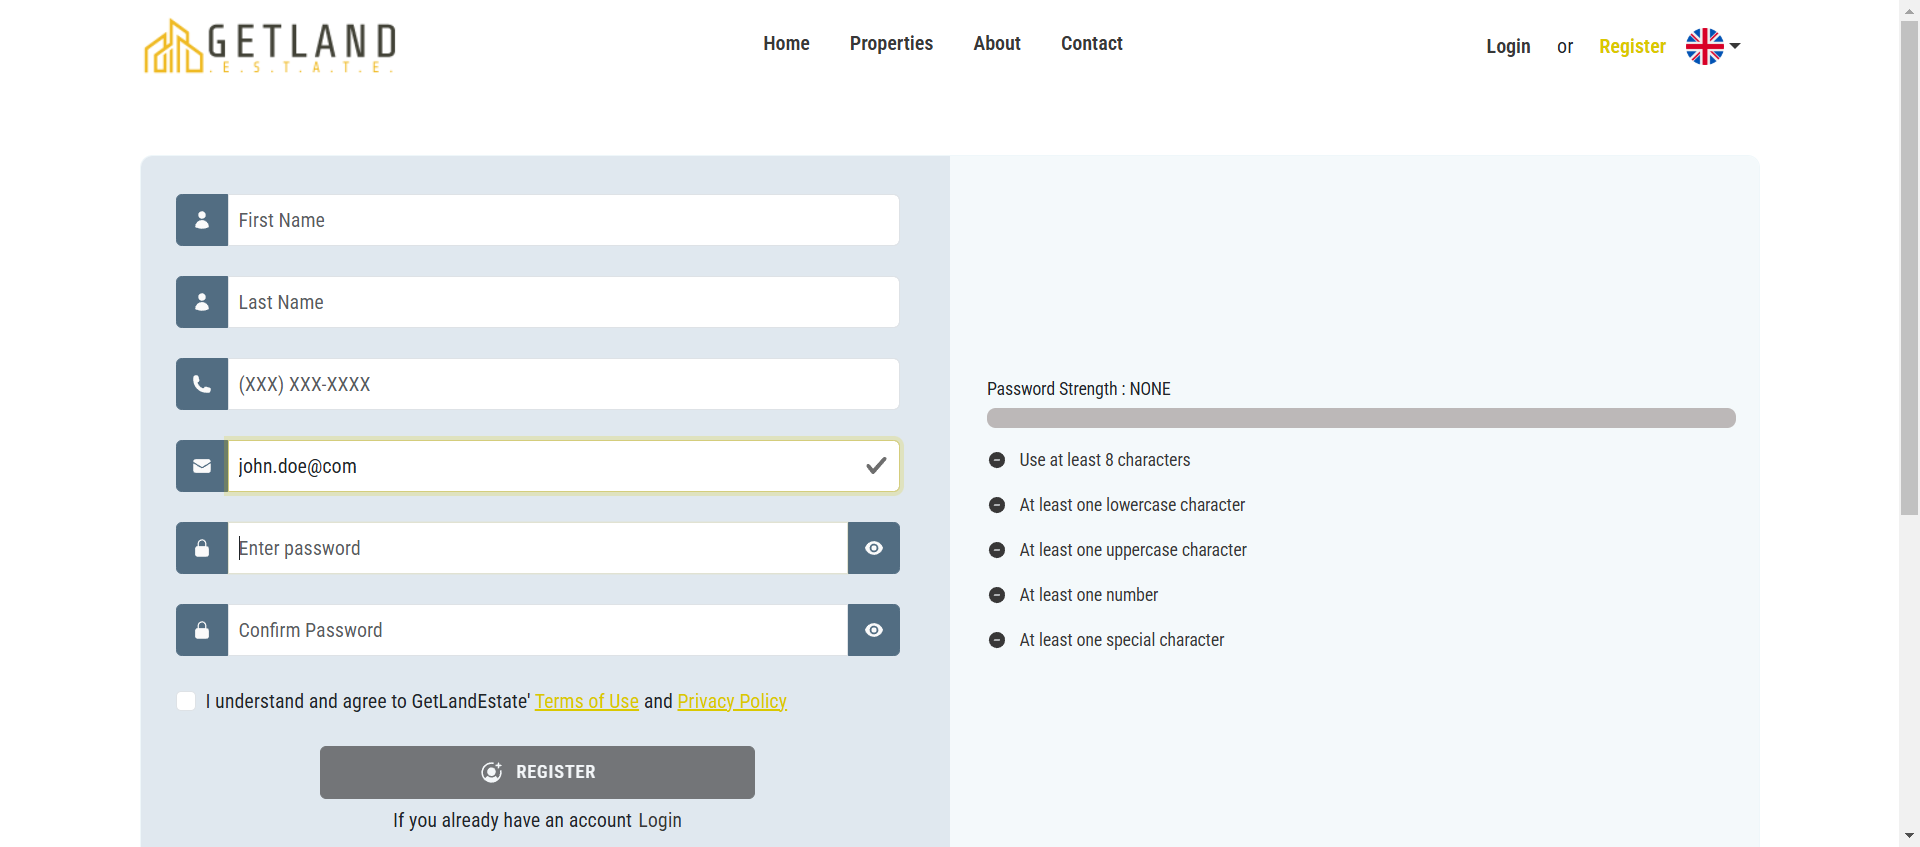 GETLAND
.E.S.T.A.T.E.
Home Properties About Contact
Login or Register
First Name
Last Name
(XXX) XXX-XXXX
john.doe@com
Enter password
Confirm Password
I understand and agree to GetLandEstate' Terms of Use and Privacy Policy
REGISTER
If you already have an account Login
Password Strength : NONE
Use at least 8 characters
At least one lowercase character
At least one uppercase character
At least one number
At least one special character